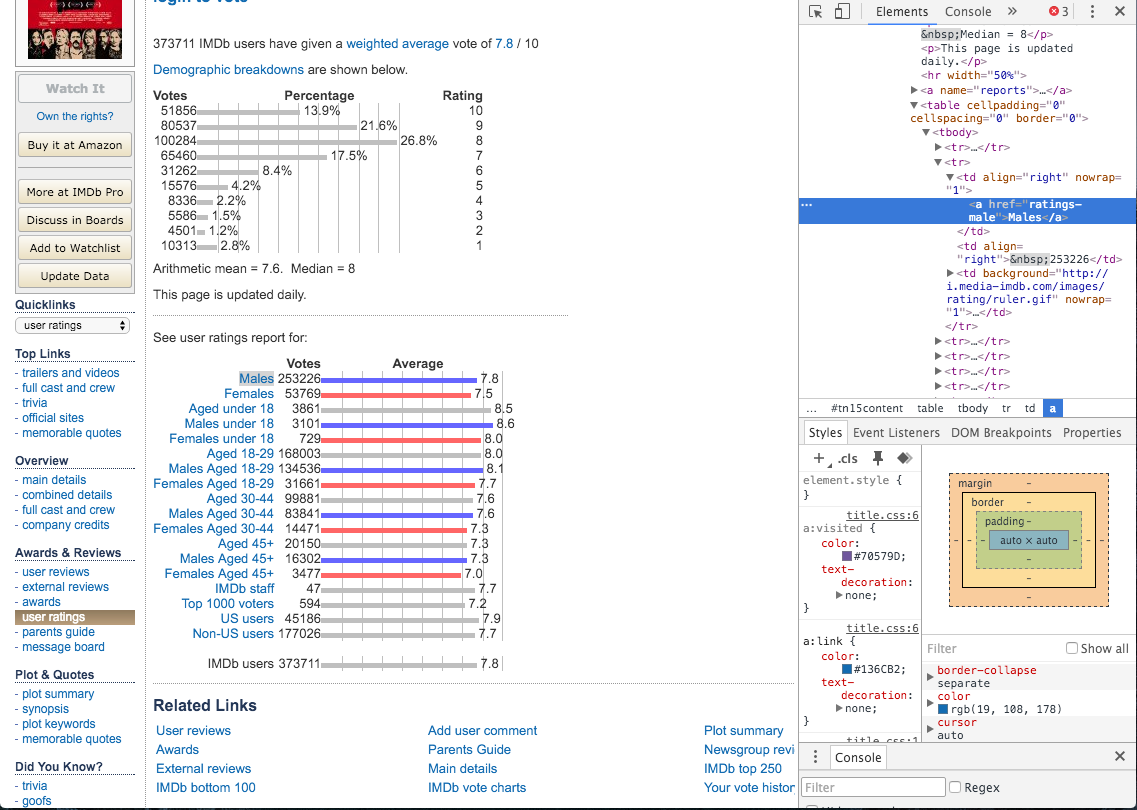 login to vote
373711 IMDb users have given a weighted average vote of 7.8 / 10
Demographic breakdowns are shown below.
Votes Percentage Rating
51856 13.9% 10
80537 21.6% 9
100284 26.8% 8
65460 17.5% 7
31262 8.4% 6
15576 4.2% 5
8336 2.2% 4
5586 1.5% 3
4501 1.2% 2
10313 2.8% 1
Arithmetic mean = 7.6. Median = 8
This page is updated daily.
See user ratings report for:
Votes Average
Males 253226 7.8
Females 53769 7.5
Aged under 18 3861 8.5
Males under 18 3101 8.6
Females under 18 729 8.0
Aged 18-29 168003 8.0
Males Aged 18-29 134536 8.1
Females Aged 18-29 31661 7.7
Aged 30-44 99881 7.6
Males Aged 30-44 83841 7.6
Females Aged 30-44 14471 7.3
Aged 45+ 20150 7.3
Males Aged 45+ 16302 7.3
Females Aged 45+ 3477 7.0
IMDb staff 47 7.7
Top 1000 voters 594 7.2
US users 45186 7.9
Non-US users 177026 7.7
IMDb users 373711 7.8
Related Links
User reviews Add user comment Plot summary
Awards Parents Guide Newsgroup revi
External reviews Main details IMDb top 250
IMDb bottom 100 IMDb vote charts Your vote histor
Watch It
Own the rights?
Buy it at Amazon
More at IMDb Pro
Discuss in Boards
Add to Watchlist
Update Data
Quicklinks
user ratings
Top Links
- trailers and videos
- full cast and crew
- trivia
- official sites
- memorable quotes
Overview
- main details
- combined details
- full cast and crew
- company credits
Awards & Reviews
- user reviews
- external reviews
- awards
- user ratings
- parents guide
- message board
Plot & Quotes
- plot summary
- synopsis
- plot keywords
- memorable quotes
Did You Know?
- trivia
- goofs
Elements Console » 3
&nbsp;Median = 8</p>
<p>This page is updated
daily.</p>
<hr width="50%">
<a name="reports">…</a>
<table cellpadding="0"
cellspacing="0" border="0">
<tbody>
<tr>…</tr>
<tr>
<td align="right" nowrap=
"1">
… <a href="ratings-
male">Males</a>
</td>
<td align=
"right">&nbsp;253226</td>
<td background="http://
i.media-imdb.com/images/
rating/ruler.gif" nowrap=
"1">…</td>
</tr>
<tr>…</tr>
<tr>…</tr>
<tr>…</tr>
<tr>…</tr>
... #tn15content table tbody tr td a
Styles Event Listeners DOM Breakpoints Properties
+ .cls
element.style {
}
title.css:6
a:visited {
color:
#70579D;
text-
decoration:
none;
}
title.css:6
a:link {
color:
#136CB2;
text-
decoration:
none;
}
title.css:1
margin -
border -
padding -
- - - auto × auto - - -
-
-
-
Filter Show all
border-collapse
separate
color
rgb(19, 108, 178)
cursor
auto
Console
Filter Regex